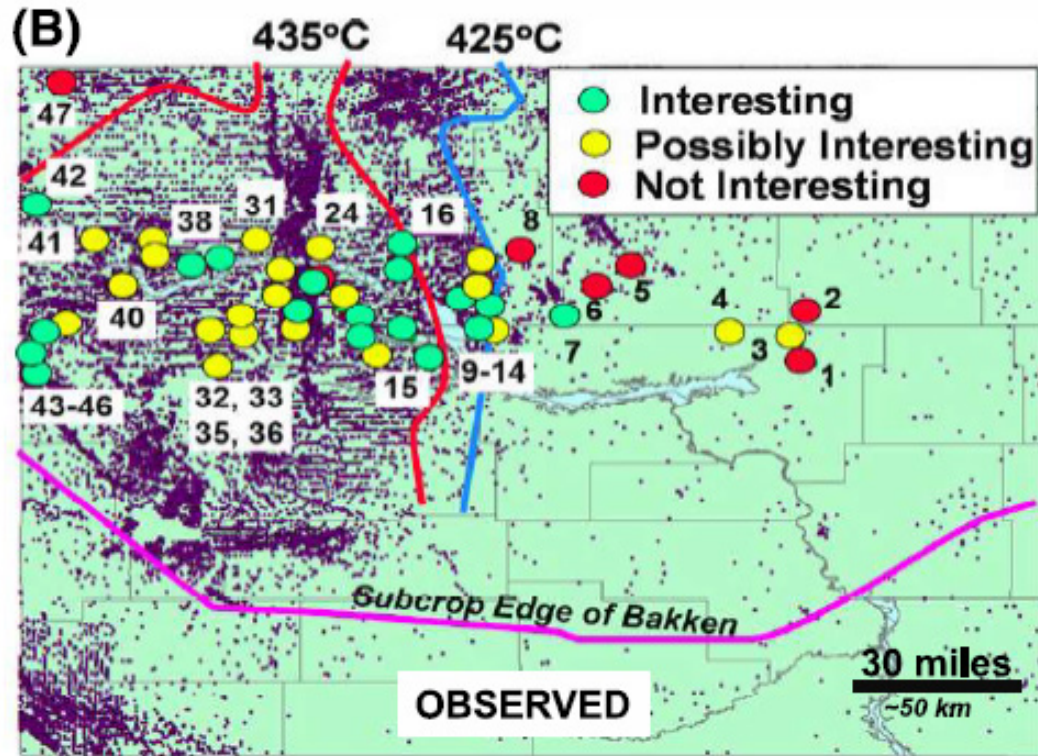 (B)
435°C
425°C
Interesting
Possibly Interesting
Not Interesting
47
42
38
31
24
16
8
41
5
2
40
6
4
7
3
1
9-14
15
43-46
32, 33
35, 36
Subcrop Edge of Bakken
30 miles
~50 km
OBSERVED